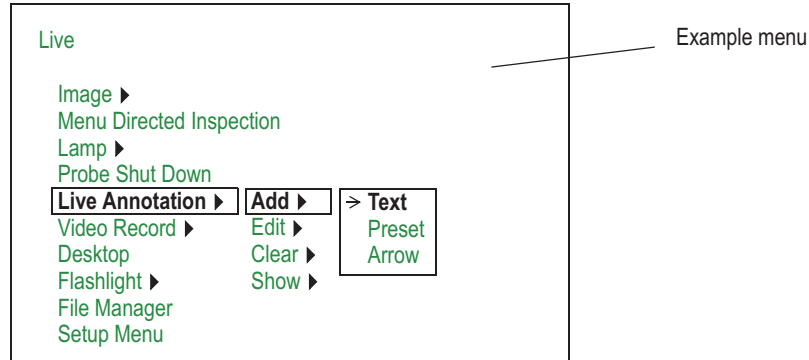 Live
Example menu
Image
Menu Directed Inspection
Lamp
Probe Shut Down
Live Annotation Add Text
Video Record Edit Preset
Desktop Clear Arrow
Flashlight Show
File Manager
Setup Menu